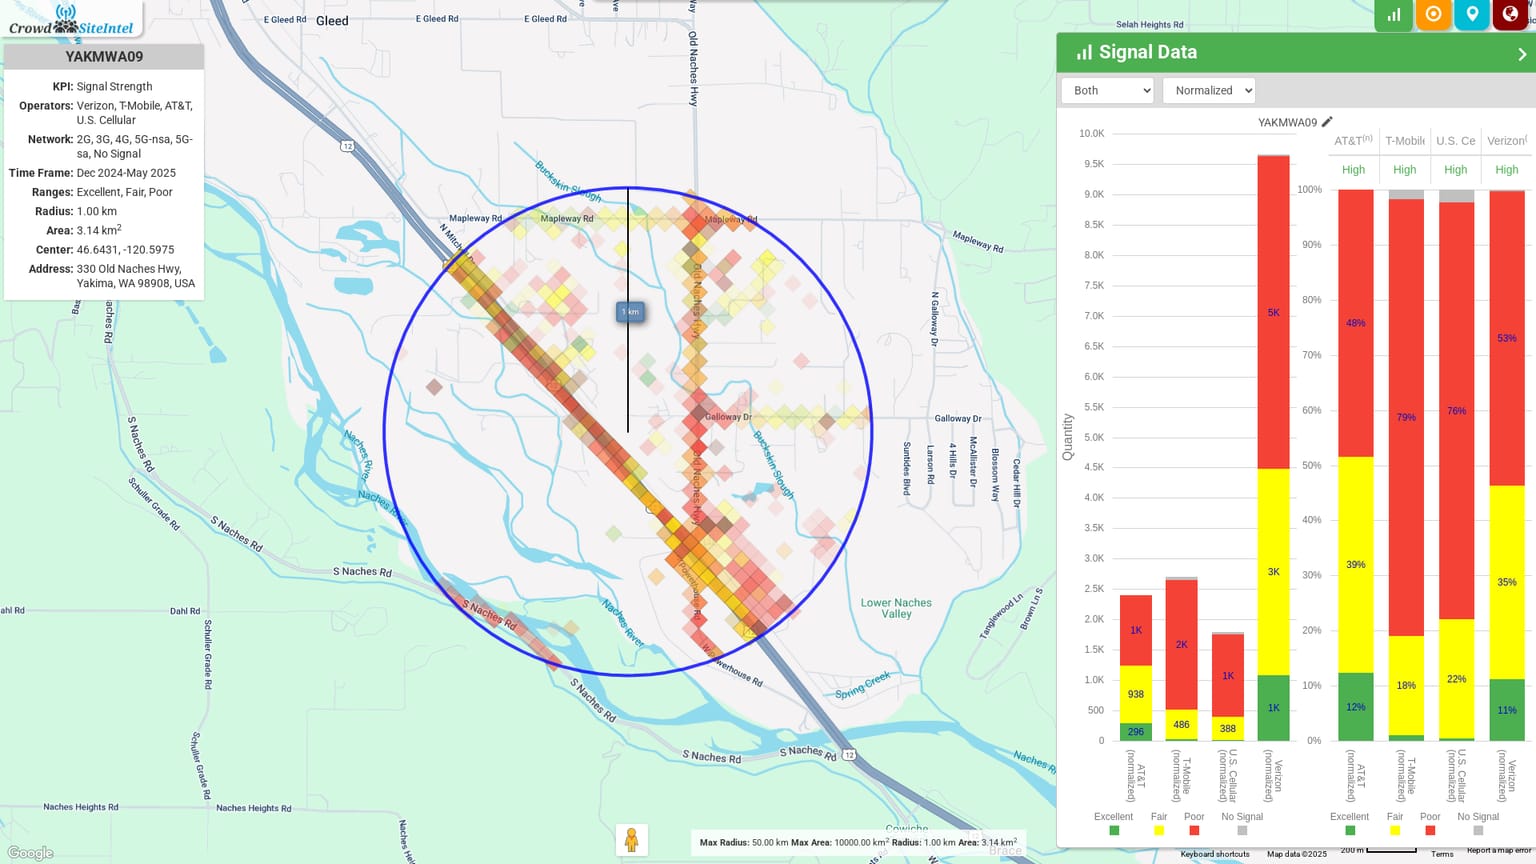 Crowd SiteIntel
YAKMWA09
KPI: Signal Strength
Operators: Verizon, T-Mobile, AT&T,
U.S. Cellular
Network: 2G, 3G, 4G, 5G-nsa, 5G-
sa, No Signal
Time Frame: Dec 2024-May 2025
Ranges: Excellent, Fair, Poor
Radius: 1.00 km
Area: 3.14 km²
Center: 46.6431, -120.5975
Address: 330 Old Naches Hwy,
Yakima, WA 98908, USA
E Gleed Rd
Gleed
E Gleed Rd
E Gleed Rd
Old Naches Hwy
Selah Heights Rd
12
Buckskin Slough
Mapleway Rd
Mapleway Rd
Mapleway Rd
Mapleway Rd
Old Naches Hwy
1 km
N Galloway Dr
Galloway Dr
Galloway Dr
Buckskin Slough
Old Naches Hwy
Suntides Blvd
Larson Rd
4 Hills Dr
McAllister Dr
Blossom Way
Cedar Hill Dr
Naches River
Naches River
S Naches Rd
Schuller Grade Rd
S Naches Rd
S Naches Rd
S Naches Rd
Dahl Rd
Schuller Grade Rd
Naches River
Powerhouse Rd
W Powerhouse Rd
Lower Naches
Valley
Tanglewood Ln
Brown Ln S
Spring Creek
S Naches Rd
S Naches Rd
S Naches Rd
12
Schuller Grade Rd
Naches Heights Rd
Naches Heights Rd
Cowiche
Brace
Google
Max Radius: 50.00 km Max Area: 10000.00 km² Radius: 1.00 km Area: 3.14 km²
Keyboard shortcuts
Map data ©2025
200 m
Terms
Report a map error
Signal Data
Both
Normalized
YAKMWA09
AT&T(n)
T-Mobile
U.S. Ce
Verizon(
High
High
High
High
Quantity
10.0K
9.5K
9.0K
8.5K
8.0K
7.5K
7.0K
6.5K
6.0K
5.5K
5.0K
4.5K
4.0K
3.5K
3.0K
2.5K
2.0K
1.5K
1.0K
500
0
1K
938
296
2K
486
1K
388
5K
3K
1K
AT&T
(normalized)
T-Mobile
(normalized)
U.S. Cellular
(normalized)
Verizon
(normalized)
Excellent
Fair
Poor
No Signal
100%
90%
80%
70%
60%
50%
40%
30%
20%
10%
0%
48%
39%
12%
79%
18%
76%
22%
53%
35%
11%
AT&T
(normalized)
T-Mobile
(normalized)
U.S. Cellular
(normalized)
Verizon
(normalized)
Excellent
Fair
Poor
No Signal